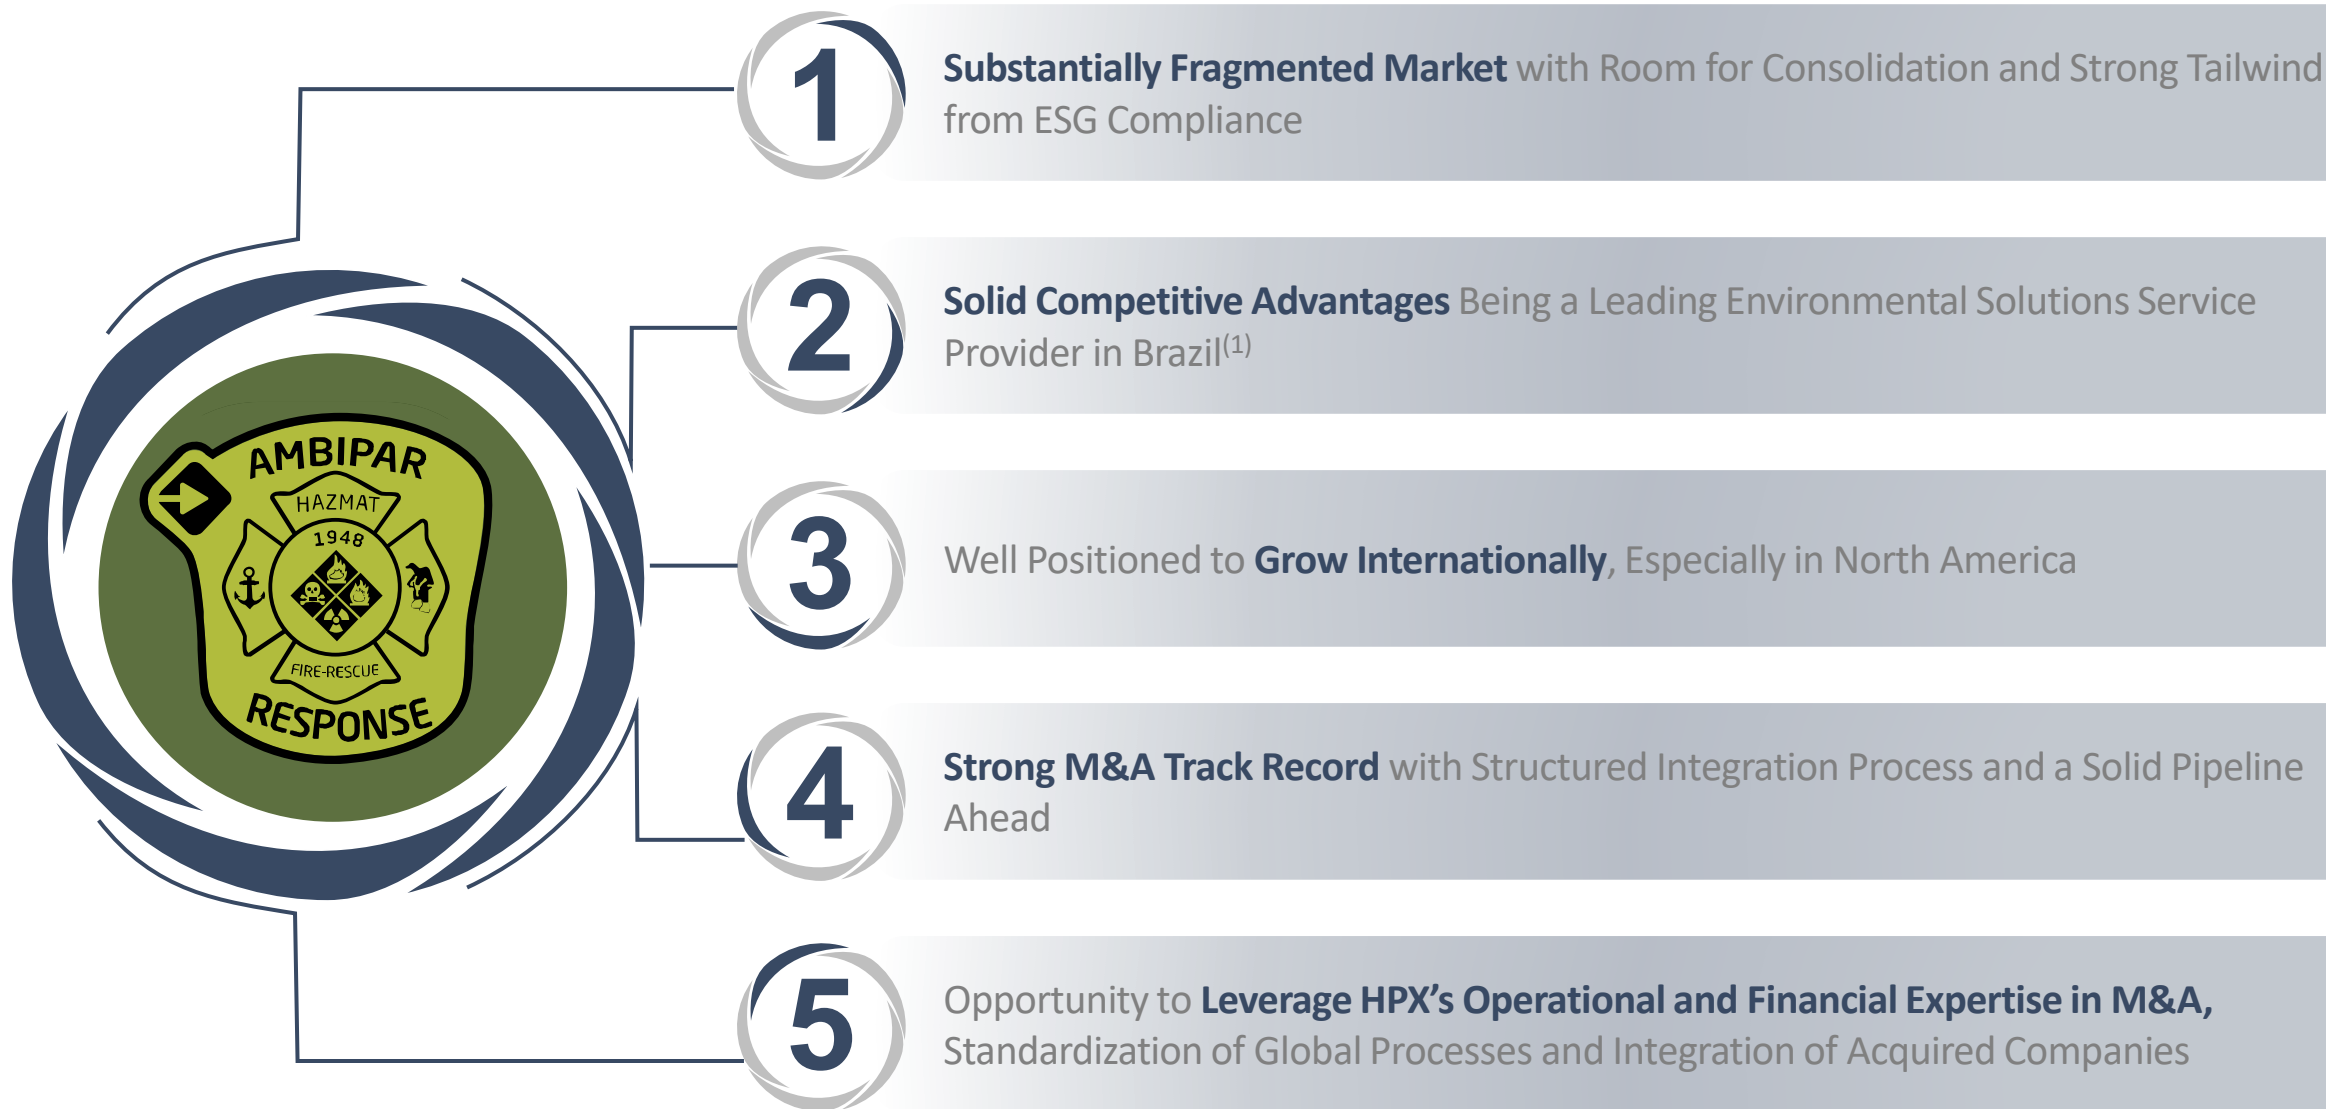 1
Substantially Fragmented Market with Room for Consolidation and Strong Tailwind
from ESG Compliance
2
Solid Competitive Advantages Being a Leading Environmental Solutions Service
Provider in Brazil(1)
AMBIPAR
HAZMAT
1948
FIRE-RESCUE
RESPONSE
3
Well Positioned to Grow Internationally, Especially in North America
4
Strong M&A Track Record with Structured Integration Process and a Solid Pipeline
Ahead
5
Opportunity to Leverage HPX’s Operational and Financial Expertise in M&A,
Standardization of Global Processes and Integration of Acquired Companies